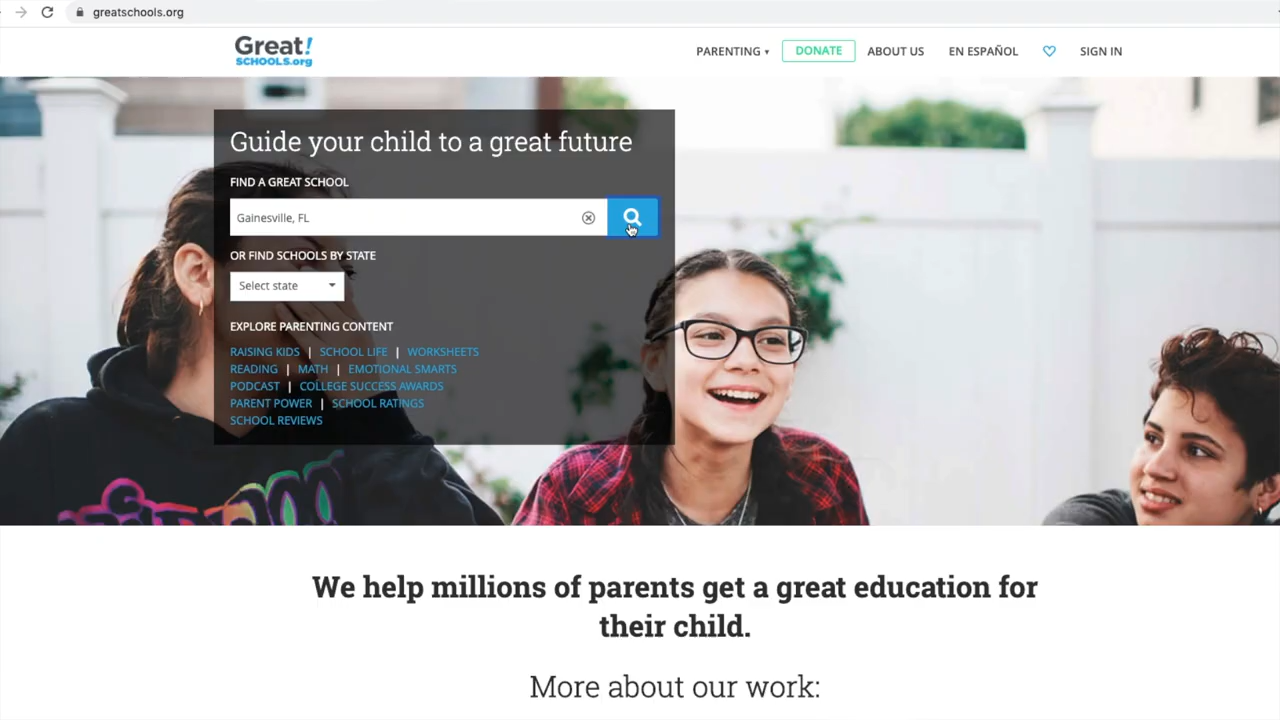 greatschools.org
Great!
SCHOOLS.org
PARENTING ▾ DONATE ABOUT US EN ESPAÑOL SIGN IN
Guide your child to a great future
FIND A GREAT SCHOOL
Gainesville, FL
OR FIND SCHOOLS BY STATE
Select state
EXPLORE PARENTING CONTENT
RAISING KIDS | SCHOOL LIFE | WORKSHEETS
READING | MATH | EMOTIONAL SMARTS
PODCAST | COLLEGE SUCCESS AWARDS
PARENT POWER | SCHOOL RATINGS
SCHOOL REVIEWS
We help millions of parents get a great education for
their child.
More about our work: